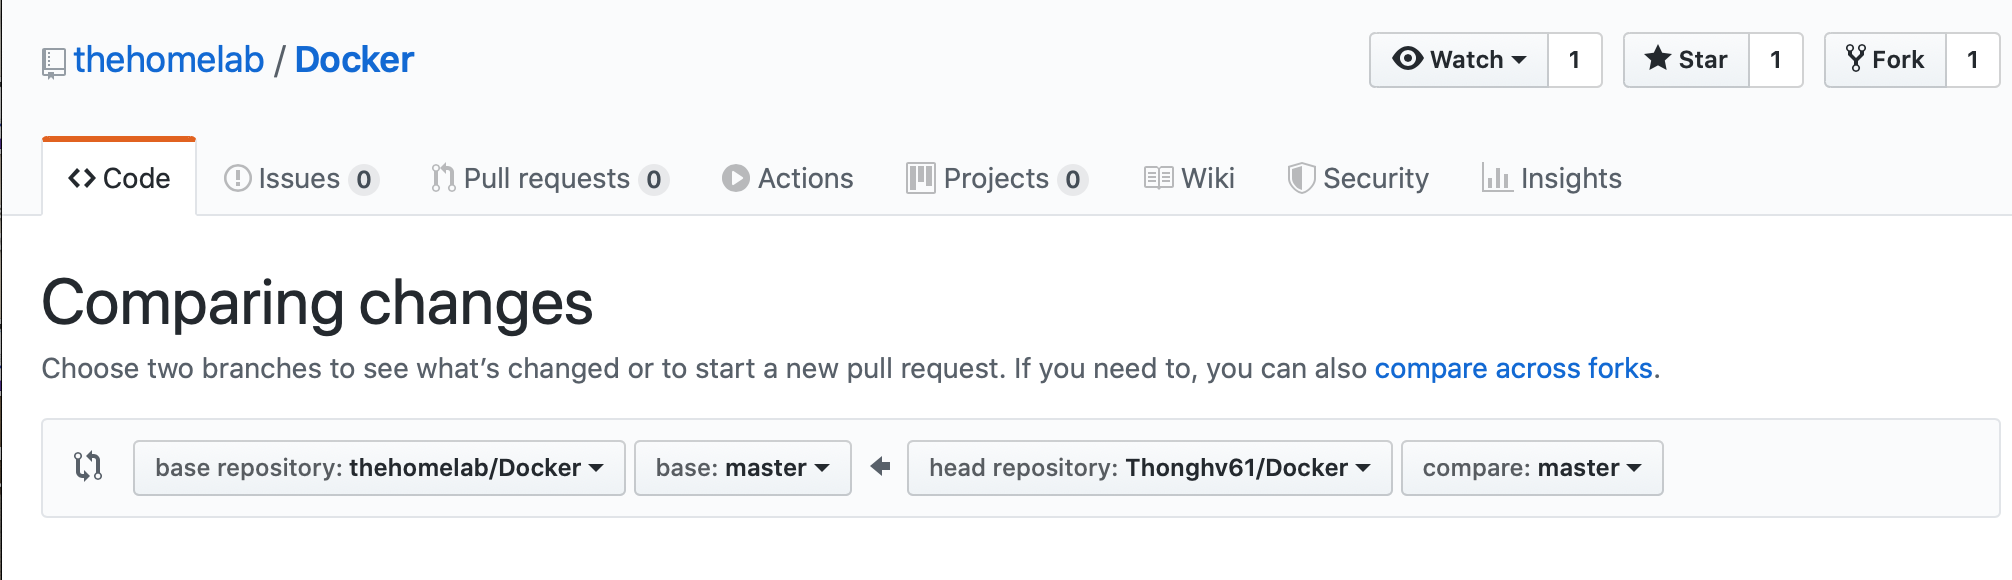 thehomelab / Docker
Watch 1 Star 1 Fork 1
Code Issues 0 Pull requests 0 Actions Projects 0 Wiki Security Insights
Comparing changes
Choose two branches to see what’s changed or to start a new pull request. If you need to, you can also compare across forks.
base repository: thehomelab/Docker base: master head repository: Thonghv61/Docker compare: master